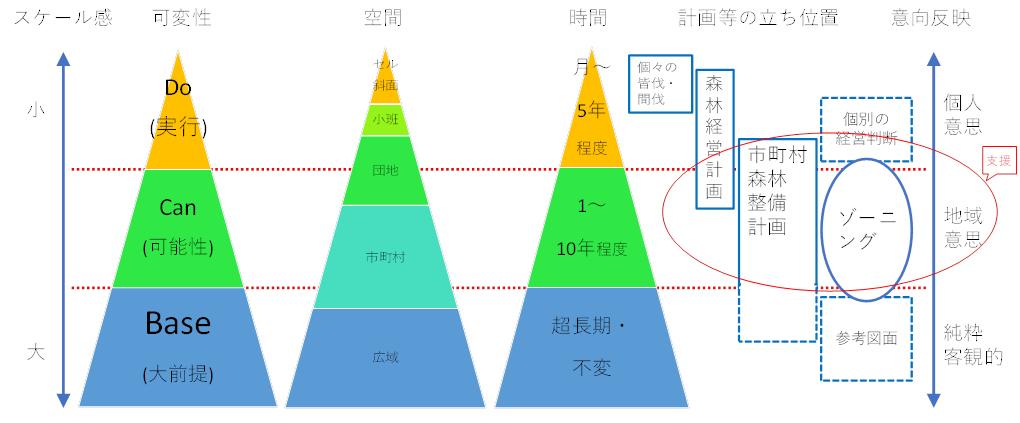 スケール感
可変性
空間
時間
計画等の立ち位置
意向反映
小
大
Do
(実行)
Can
(可能性)
Base
(大前提)
セル
斜面
小班
団地
市町村
広域
月～
5年
程度
1～
10年程度
超長期・
不変
個々の
皆伐・
間伐
森
林
経
営
計
画
市町村
森林
整備
計画
個別の
経営判断
ゾーニ
ング
参考図面
支援
個人
意思
地域
意思
純粋
客観的